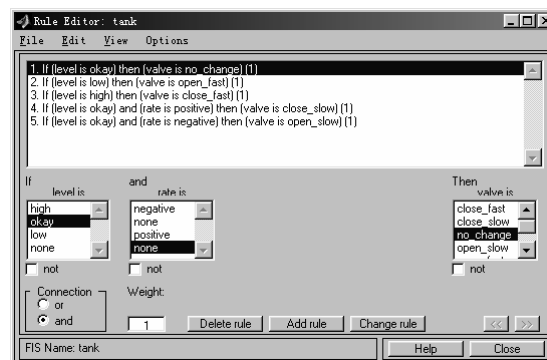 Rule Editor: tank
File Edit View Options
1. If (level is okay) then (valve is no_change) (1)
2. If (level is low) then (valve is open_fast) (1)
3. If (level is high) then (valve is close_fast) (1)
4. If (level is okay) and (rate is positive) then (valve is close_slow) (1)
5. If (level is okay) and (rate is negative) then (valve is open_slow) (1)
If and Then
level is rate is valve is
high negative close_fast
okay none close_slow
low positive no_change
none none open_slow
not not not
Connection Weight:
or
and 1 Delete rule Add rule Change rule << >>
FIS Name: tank Help Close